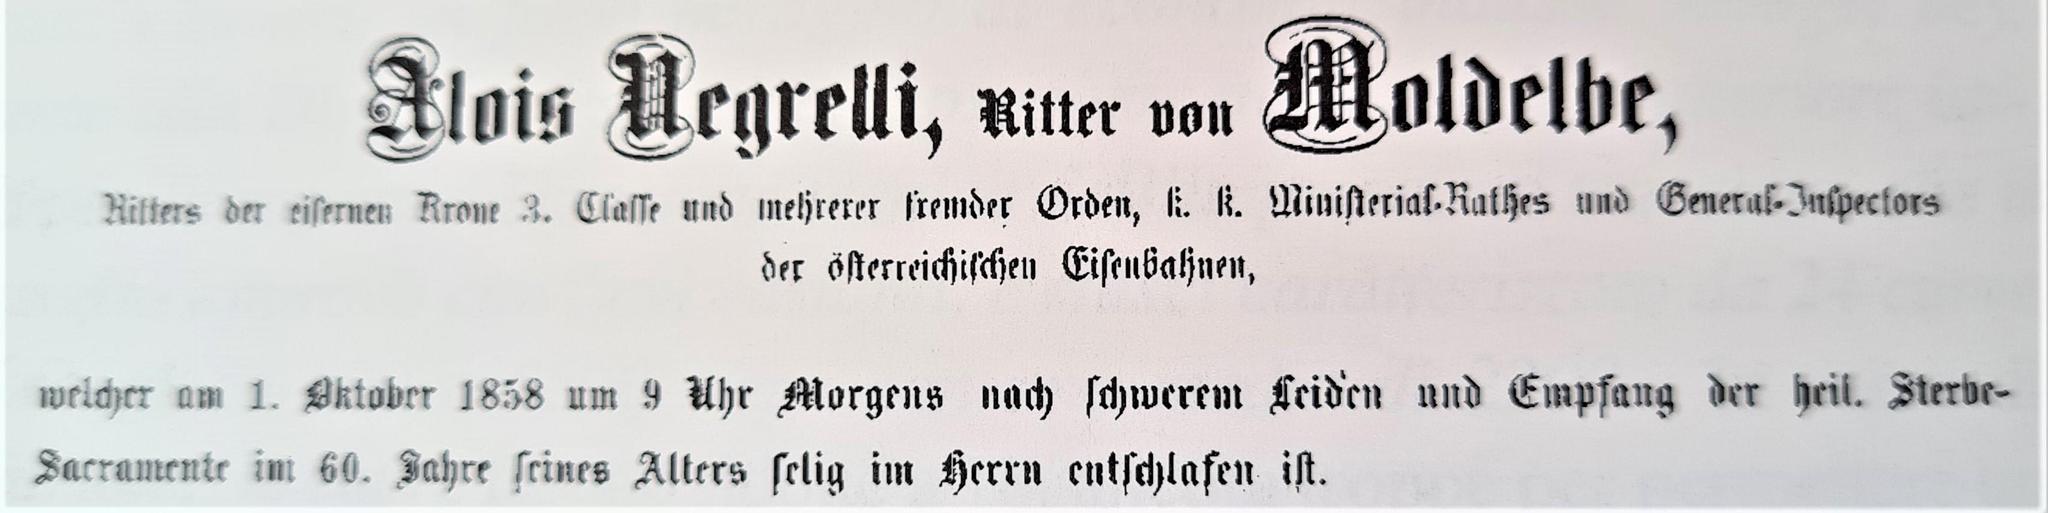 Alois Negrelli, Ritter von Moldelbe,
Ritters der eisernen Krone 3. Classe und mehrerer fremder Orden, k. k. Ministerial-Rathes und General-Inspectors
der österreichischen Eisenbahnen,
welcher am 1. Oktober 1858 um 9 Uhr Morgens nach schwerem Leiden und Empfang der heil. Sterbe-
Sacramente im 60. Jahre seines Alters selig im Herrn entschlafen ist.